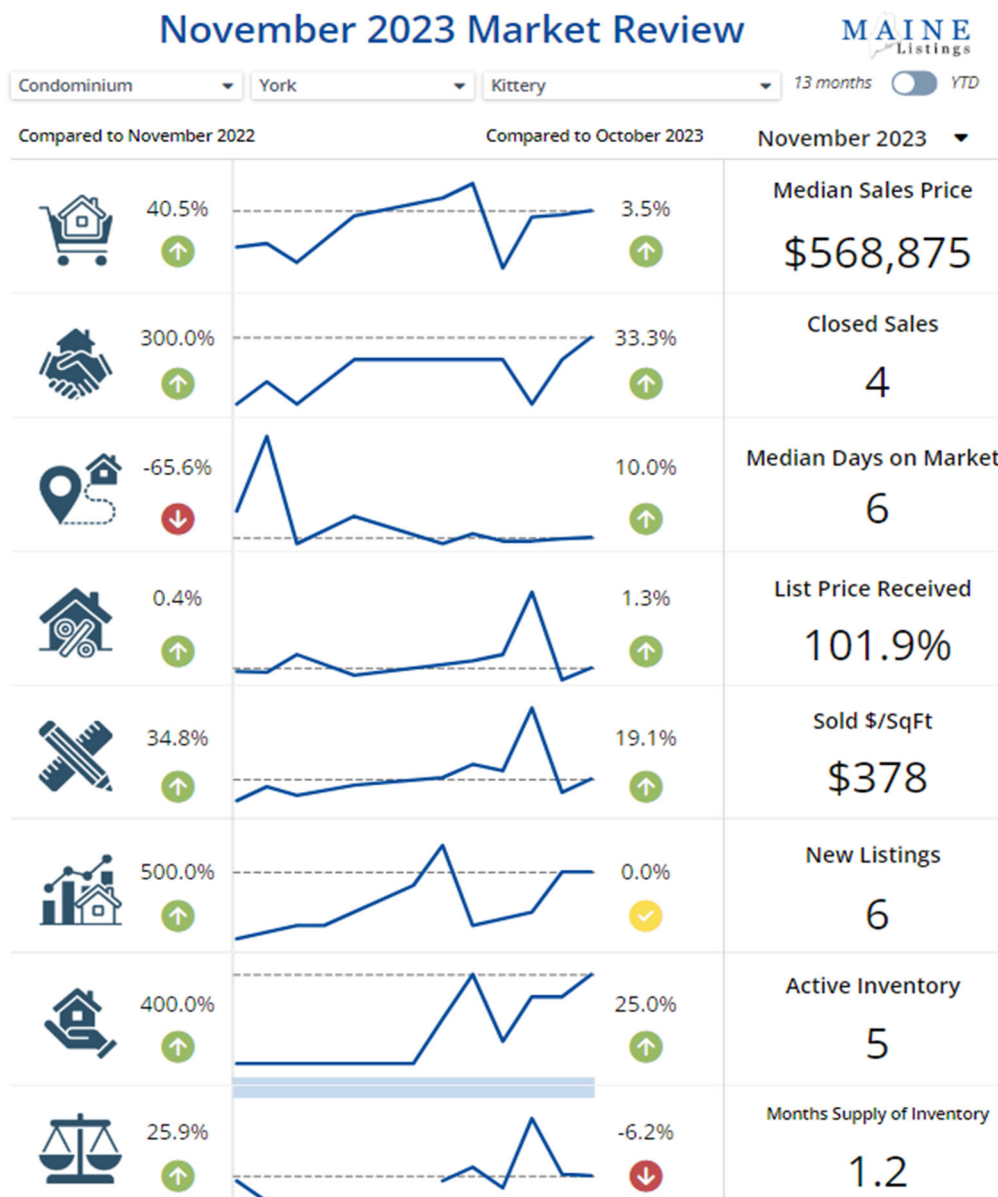 November 2023 Market Review
MAINE
Listings
Condominium
York
Kittery
13 months
YTD
Compared to November 2022
Compared to October 2023
November 2023
40.5%
3.5%
Median Sales Price
$568,875
300.0%
33.3%
Closed Sales
4
-65.6%
10.0%
Median Days on Market
6
0.4%
1.3%
List Price Received
101.9%
34.8%
19.1%
Sold $/SqFt
$378
500.0%
0.0%
New Listings
6
400.0%
25.0%
Active Inventory
5
25.9%
-6.2%
Months Supply of Inventory
1.2